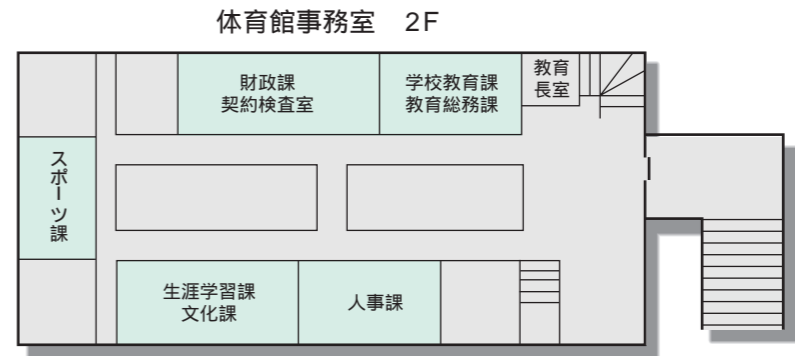 体育館事務室　2F
財政課
契約検査室
学校教育課
教育総務課
教育
長室
スポーツ課
生涯学習課
文化課
人事課